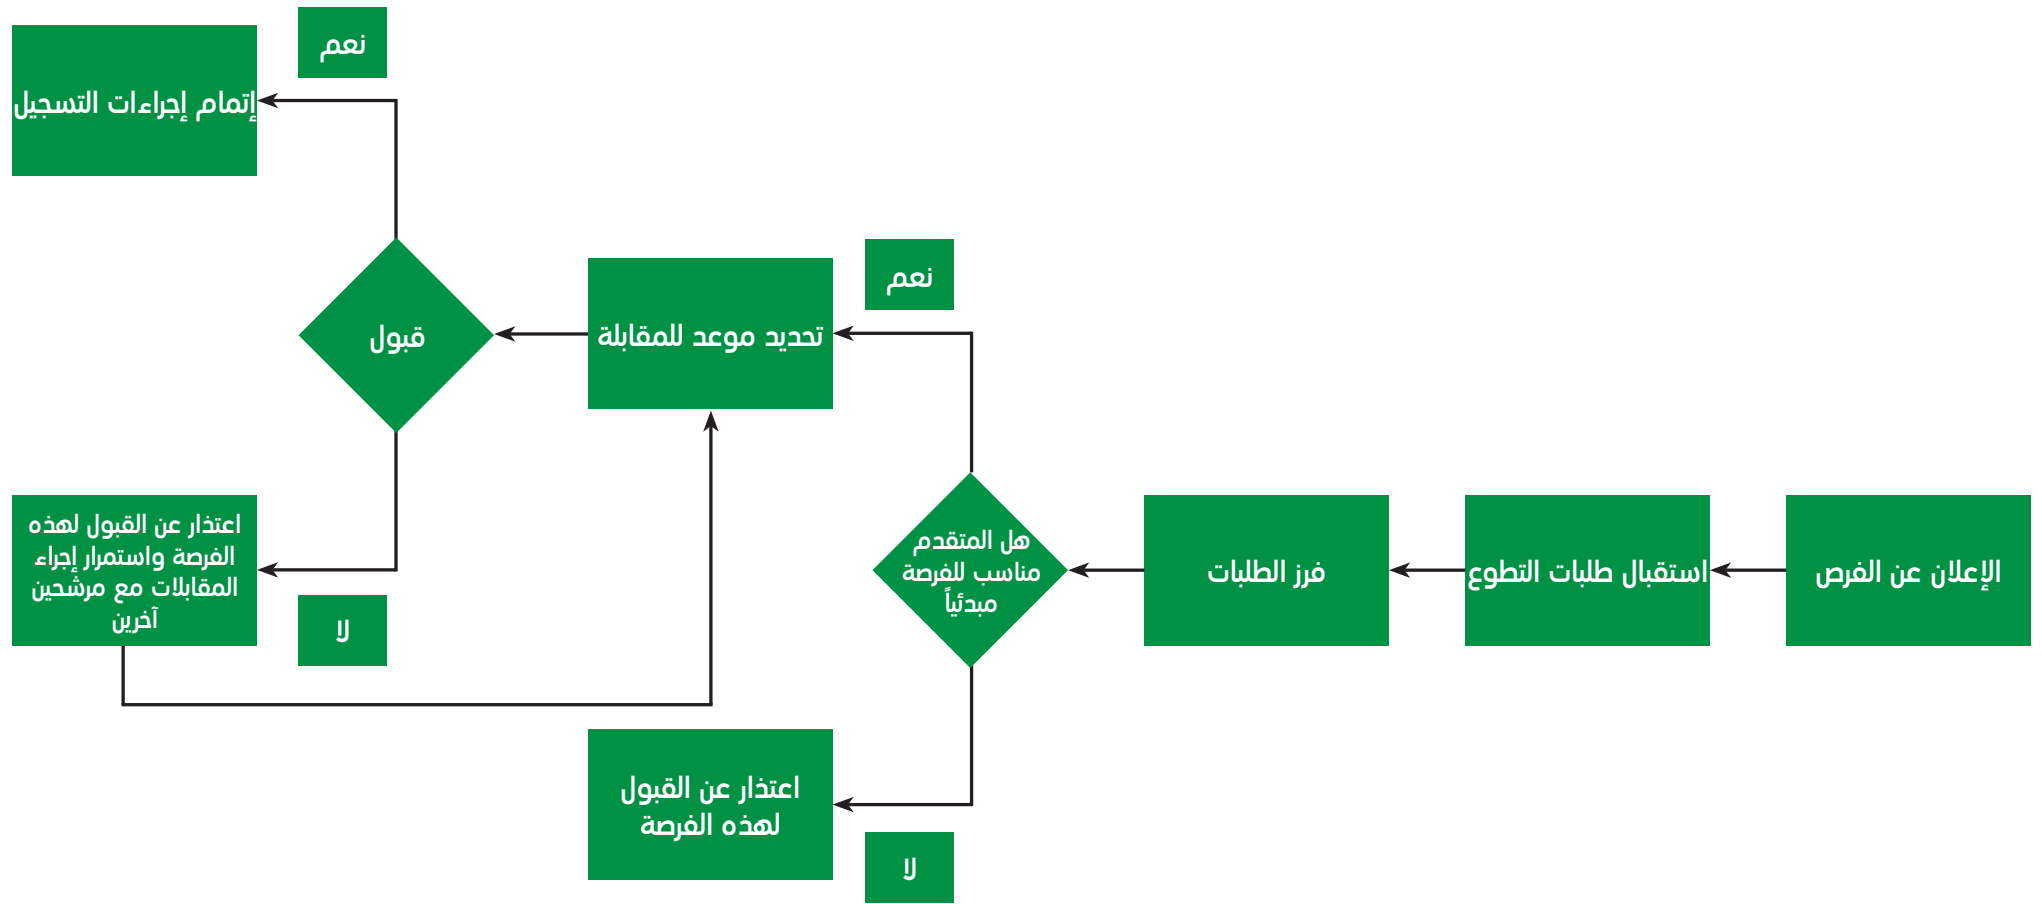 الإعلان عن الفرص
استقبال طلبات التطوع
فرز الطلبات
هل المتقدم
مناسب للفرصة
مبدئياً
نعم
تحديد موعد للمقابلة
لا
اعتذار عن القبول
لهذه الفرصة
قبول
نعم
إتمام إجراءات التسجيل
لا
اعتذار عن القبول لهذه
الفرصة واستمرار إجراء
المقابلات مع مرشحين
آخرين